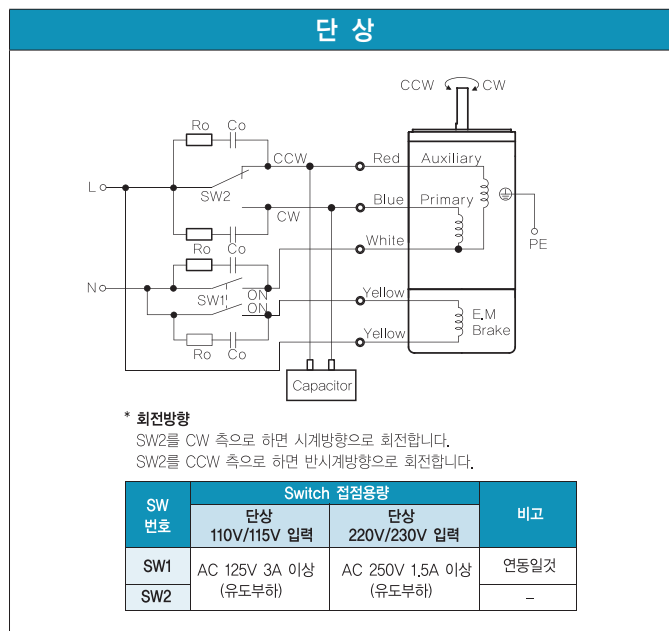 단 상
CCW CW
Ro Co
CCW Red Auxiliary
L
SW2
Blue Primary
CW
PE
Ro Co
White
N
SW1 ON
ON
Yellow
E.M
Brake
Yellow
Ro Co
Capacitor
* 회전방향
SW2를 CW 측으로 하면 시계방향으로 회전합니다.
SW2를 CCW 측으로 하면 반시계방향으로 회전합니다.
SW
번호
Switch 접점용량
비고
단상
110V/115V 입력
단상
220V/230V 입력
SW1
AC 125V 3A 이상
(유도부하)
AC 250V 1.5A 이상
(유도부하)
연동일것
SW2
–